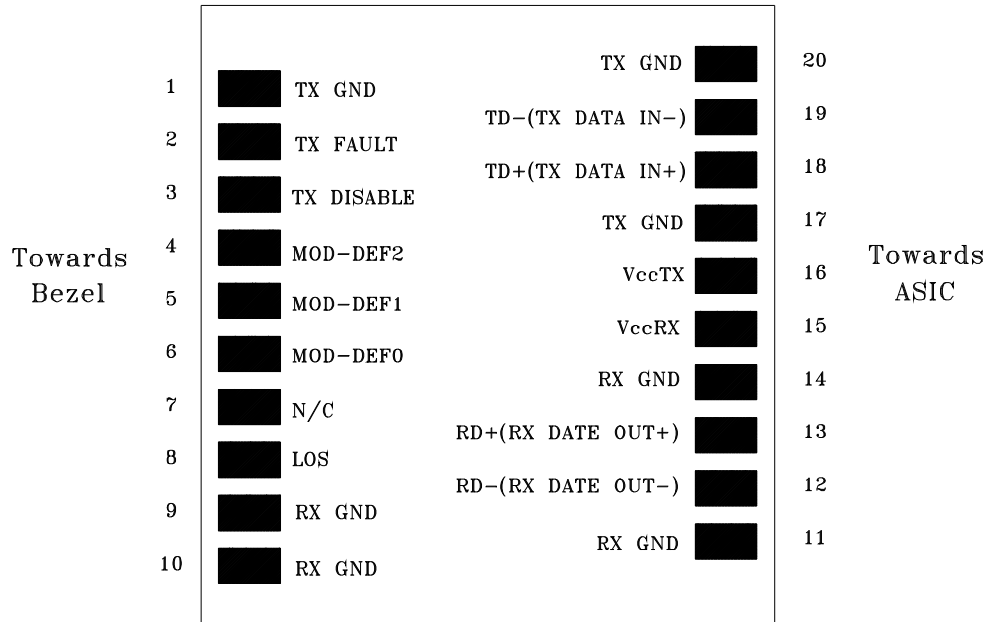 Towards
Bezel
1 TX GND
2 TX FAULT
3 TX DISABLE
4 MOD-DEF2
5 MOD-DEF1
6 MOD-DEF0
7 N/C
8 LOS
9 RX GND
10 RX GND
TX GND 20
TD-(TX DATA IN-) 19
TD+(TX DATA IN+) 18
TX GND 17
VccTX 16
VccRX 15
RX GND 14
RD+(RX DATE OUT+) 13
RD-(RX DATE OUT-) 12
RX GND 11
Towards
ASIC